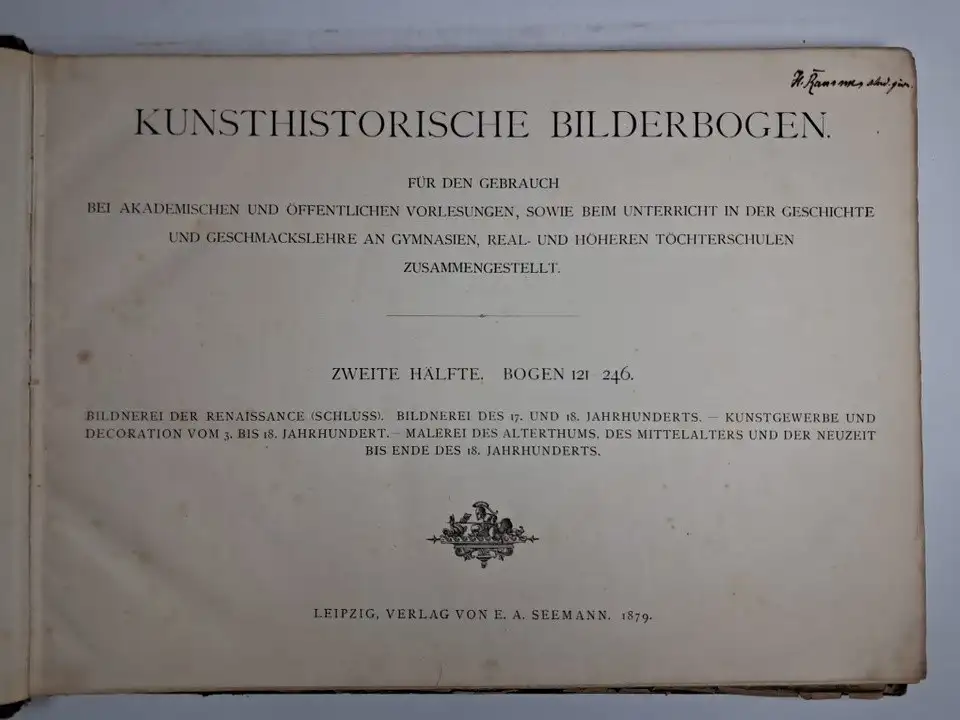 KUNSTHISTORISCHE BILDERBOGEN.
FÜR DEN GEBRAUCH
BEI AKADEMISCHEN UND ÖFFENTLICHEN VORLESUNGEN, SOWIE BEIM UNTERRICHT IN DER GESCHICHTE
UND GESCHMACKSLEHRE AN GYMNASIEN, REAL- UND HÖHEREN TÖCHTERSCHULEN
ZUSAMMENGESTELLT.
ZWEITE HÄLFTE. BOGEN 121 246.
BILDNEREI DER RENAISSANCE (SCHLUSS). BILDNEREI DES 17. UND 18. JAHRHUNDERTS. — KUNSTGEWERBE UND
DECORATION VOM 3. BIS 18. JAHRHUNDERT. — MALEREI DES ALTERTHUMS, DES MITTELALTERS UND DER NEUZEIT
BIS ENDE DES 18. JAHRHUNDERTS.
LEIPZIG, VERLAG VON E. A. SEEMANN. 1879.